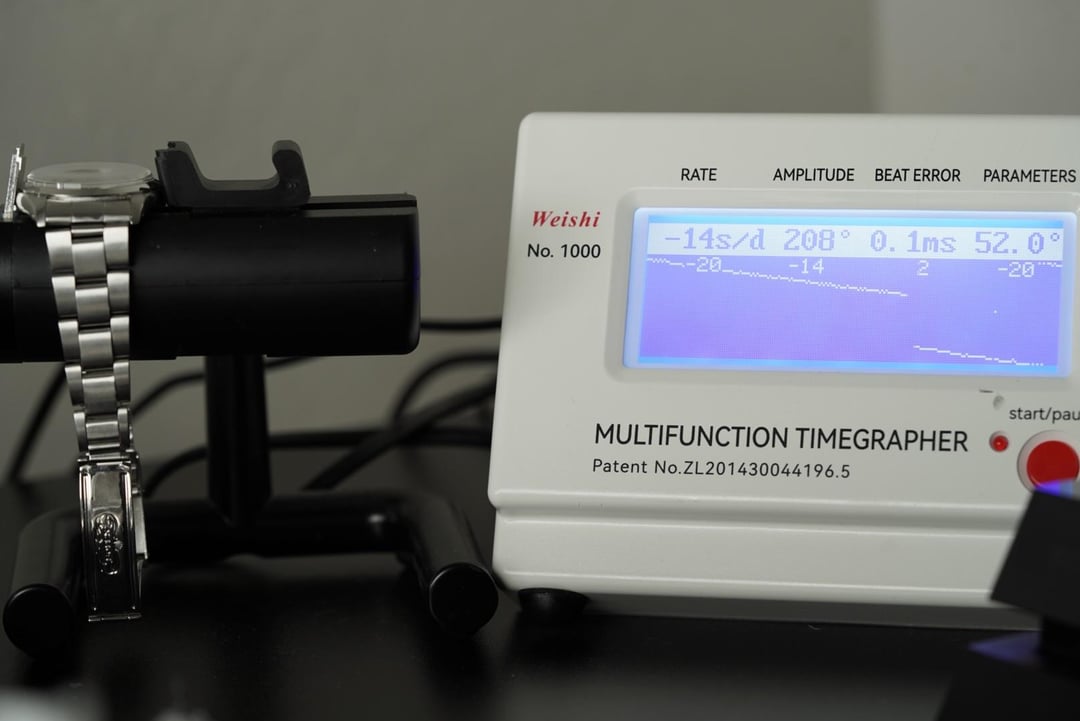 RATE AMPLITUDE BEAT ERROR PARAMETERS
Weishi
No. 1000
-14s/d 208° 0.1ms 52.0°
-20 -14 2 -20
start/pau
MULTIFUNCTION TIMEGRAPHER
Patent No.ZL201430044196.5